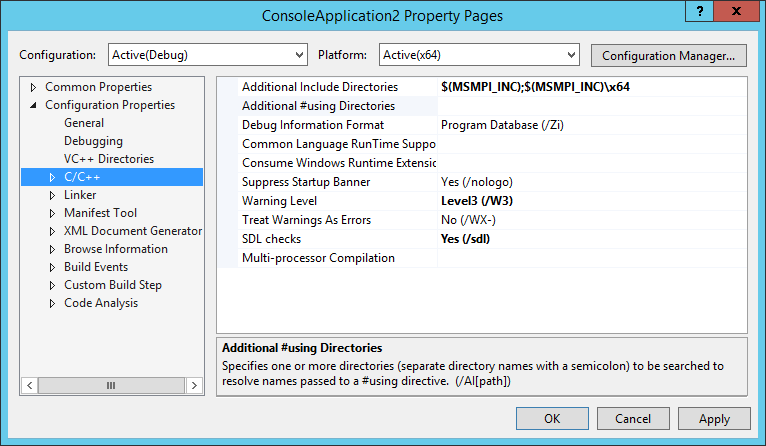 ConsoleApplication2 Property Pages
? X
Configuration: Active(Debug) Platform: Active(x64) Configuration Manager...
Common Properties
Configuration Properties
General
Debugging
VC++ Directories
C/C++
Linker
Manifest Tool
XML Document Generator
Browse Information
Build Events
Custom Build Step
Code Analysis
Additional Include Directories $(MSMPI_INC);$(MSMPI_INC)\x64
Additional #using Directories
Debug Information Format Program Database (/Zi)
Common Language RunTime Suppo
Consume Windows Runtime Extensic
Suppress Startup Banner Yes (/nologo)
Warning Level Level3 (/W3)
Treat Warnings As Errors No (/WX-)
SDL checks Yes (/sdl)
Multi-processor Compilation
Additional #using Directories
Specifies one or more directories (separate directory names with a semicolon) to be searched to
resolve names passed to a #using directive. (/AI[path])
OK Cancel Apply